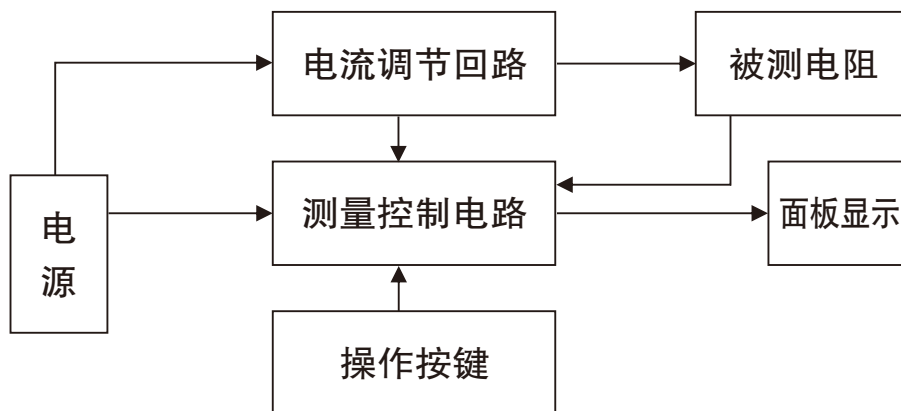 电流调节回路
被测电阻
电
源
测量控制电路
面板显示
操作按键